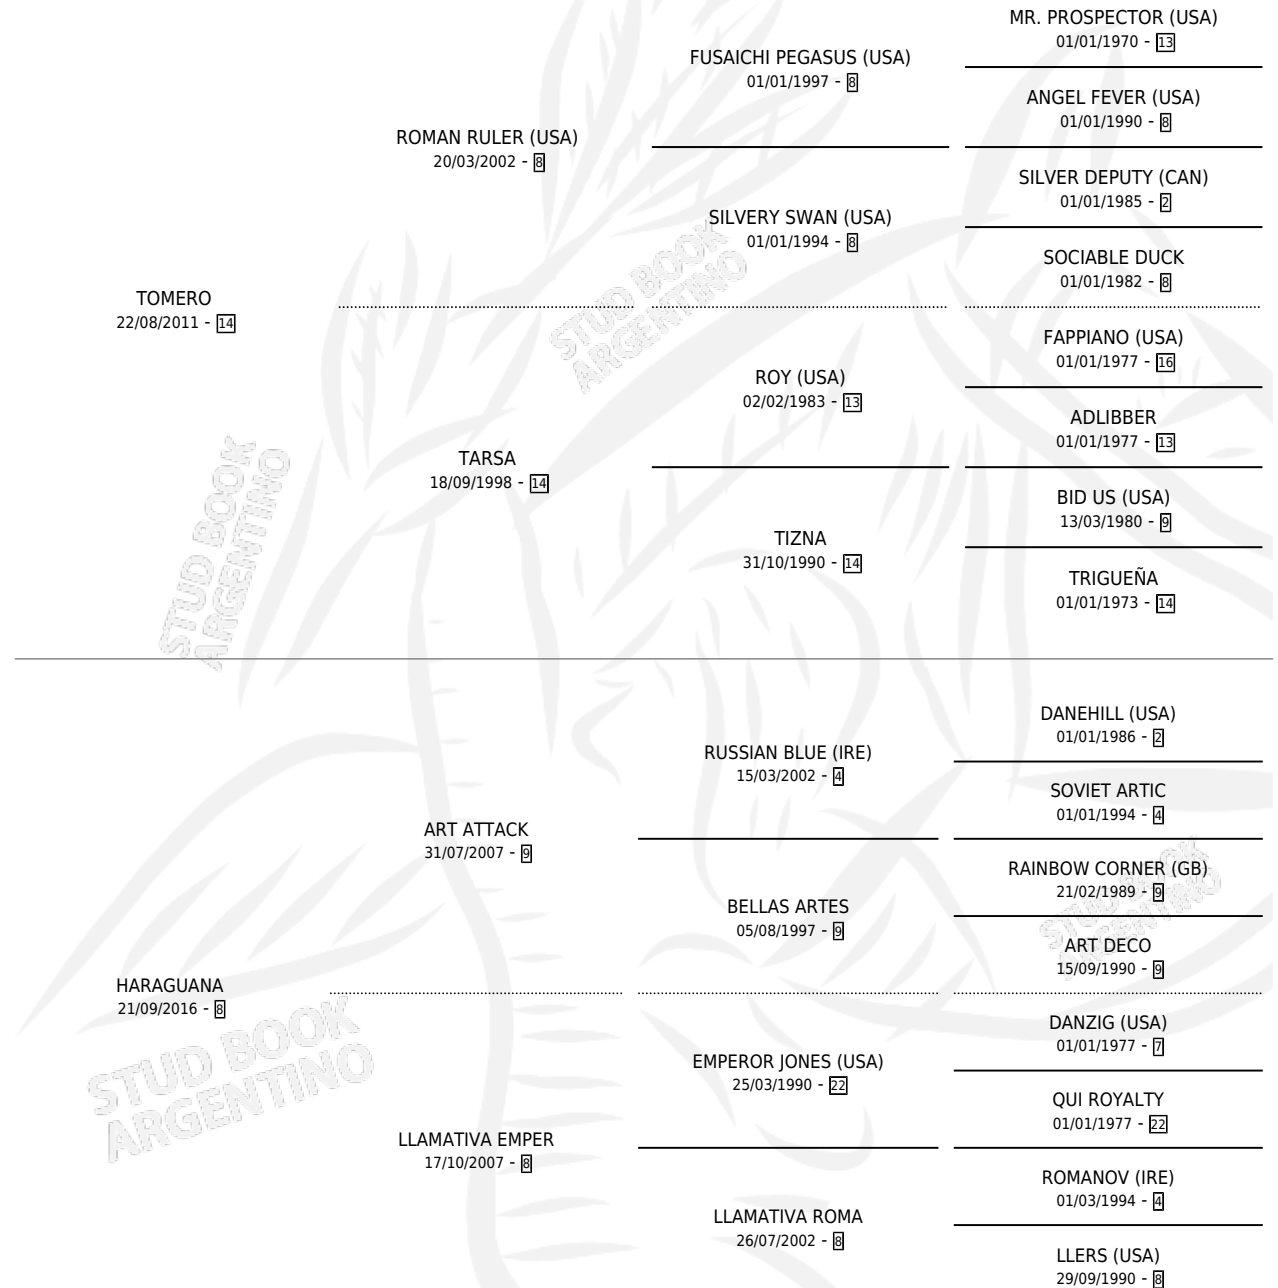 MR. PROSPECTOR (USA)
01/01/1970 - 13
FUSAICHI PEGASUS (USA)
01/01/1997 - 8
ANGEL FEVER (USA)
01/01/1990 - 8
ROMAN RULER (USA)
20/03/2002 - 8
SILVER DEPUTY (CAN)
01/01/1985 - 2
SILVERY SWAN (USA)
01/01/1994 - 8
SOCIABLE DUCK
01/01/1982 - 8
TOMERO
22/08/2011 - 14
FAPPIANO (USA)
01/01/1977 - 16
ROY (USA)
02/02/1983 - 13
ADLIBBER
01/01/1977 - 13
TARSA
18/09/1998 - 14
BID US (USA)
13/03/1980 - 9
TIZNA
31/10/1990 - 14
TRIGUEÑA
01/01/1973 - 14
DANEHILL (USA)
01/01/1986 - 2
RUSSIAN BLUE (IRE)
15/03/2002 - 4
SOVIET ARTIC
01/01/1994 - 4
ART ATTACK
31/07/2007 - 9
RAINBOW CORNER (GB)
21/02/1989 - 9
BELLAS ARTES
05/08/1997 - 9
ART DECO
15/09/1990 - 9
HARAGUANA
21/09/2016 - 8
DANZIG (USA)
01/01/1977 - 7
EMPEROR JONES (USA)
25/03/1990 - 22
QUI ROYALTY
01/01/1977 - 22
LLAMATIVA EMPER
17/10/2007 - 8
ROMANOV (IRE)
01/03/1994 - 4
LLAMATIVA ROMA
26/07/2002 - 8
LLERS (USA)
29/09/1990 - 8
STUD BOOK
ARGENTINO
STUD BOOK
ARGENTINO
STUD BOOK
ARGENTINO
STUD BOOK
ARGENTINO